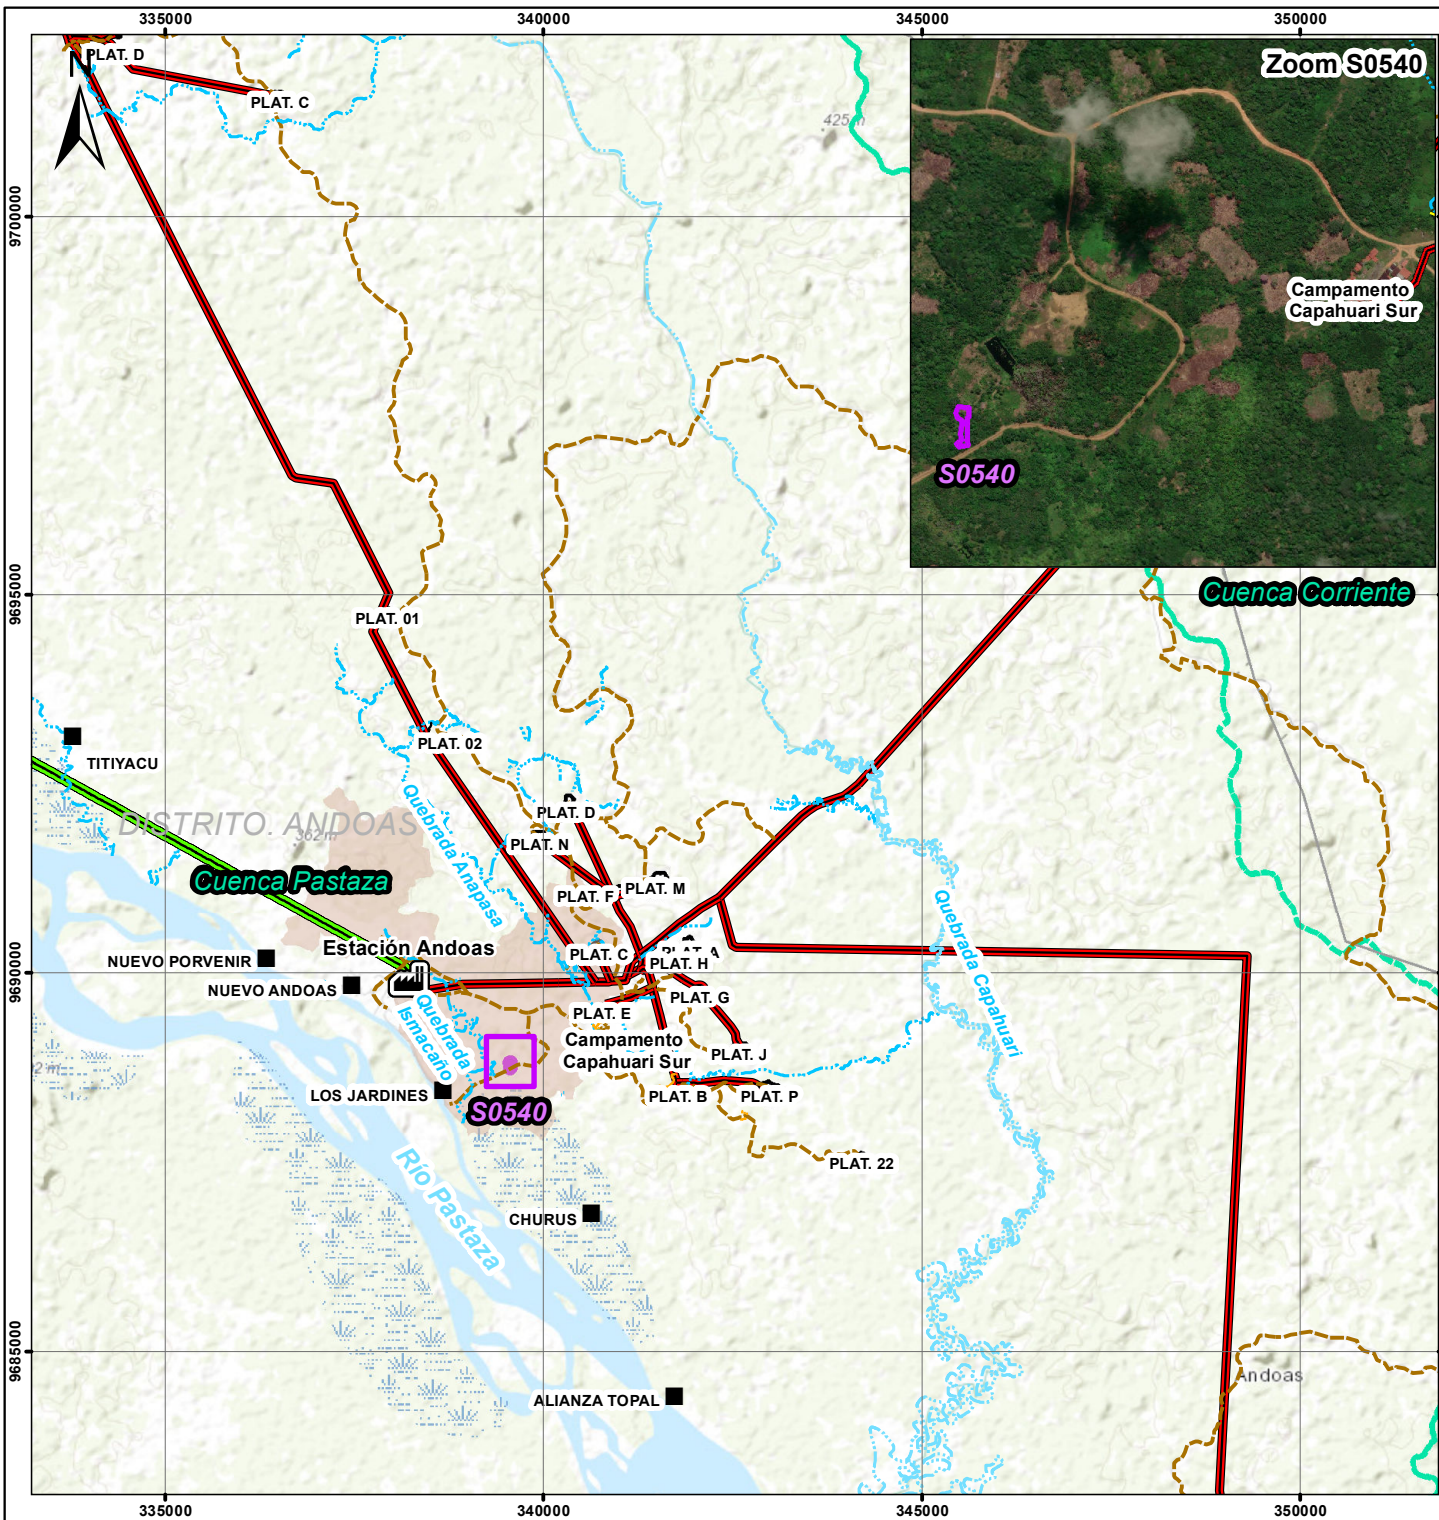 335000
340000
345000
350000
PLAT. D
N
PLAT. C
425 m
Zoom S0540
Campamento
Capahuari Sur
S0540
9700000
9695000
9690000
9685000
Cuenca Corriente
PLAT. 01
PLAT. 02
TITIYACU
DISTRITO. ANDOAS
362 m
Quebrada Anapasa
PLAT. D
PLAT. N
PLAT. F
PLAT. M
Cuenca Pastaza
Quebrada Capahuari
Estación Andoas
NUEVO PORVENIR
NUEVO ANDOAS
PLAT. C
PLAT. A
PLAT. H
PLAT. G
PLAT. E
Quebrada
Ismacaño
Campamento
Capahuari Sur
PLAT. J
LOS JARDINES
S0540
PLAT. B
PLAT. P
PLAT. 22
Río Pastaza
CHURUS
ALIANZA TOPAL
Andoas
335000
340000
345000
350000